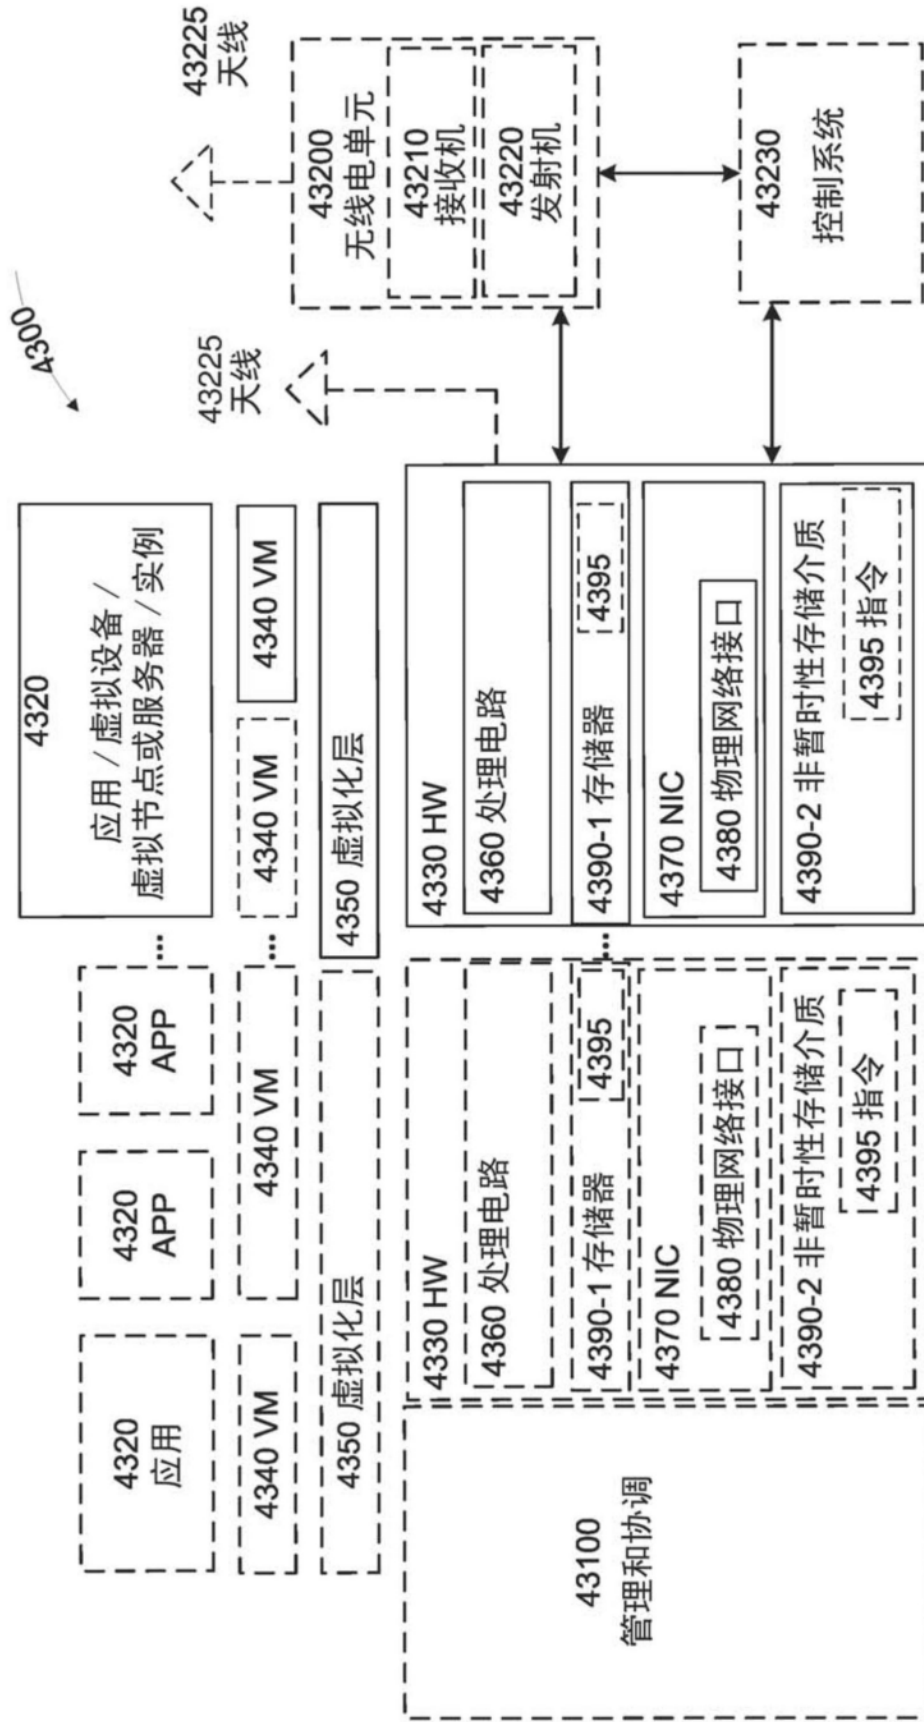 4300
4320
应用
4320
APP
4320
APP
...
4320
应用／虚拟设备／
虚拟节点或服务器／实例
4340 VM
4340 VM
...
4340 VM
4340 VM
4350 虚拟化层
4350 虚拟化层
43100
管理和协调
4330 HW
4360 处理电路
4390-1 存储器
4395
4370 NIC
4380 物理网络接口
4390-2 非暂时性存储介质
4395 指令
...
4330 HW
4360 处理电路
4390-1 存储器
4395
4370 NIC
4380 物理网络接口
4390-2 非暂时性存储介质
4395 指令
43225
天线
43225
天线
43200
无线电单元
43210
接收机
43220
发射机
43230
控制系统